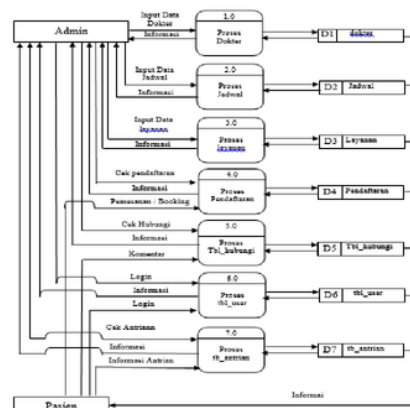 Admin
Input Data
Dokter
Informasi
1.0
Proses
Dokter
D1 dokter
Input Data
Jadwal
Informasi
2.0
Proses
Jadwal
D2 Jadwal
Input Data
layanan
Informasi
3.0
Proses
layanan
D3 Layanan
Cek pendaftaran
Informasi
Pemesanan / Booking
4.0
Proses
Pendaftaran
D4 Pendaftaran
Cek Hubungi
Informasi
Komentar
5.0
Proses
Tbl_hubungi
D5 Tbl_hubungi
Login
Informasi
Login
6.0
Proses
tbl_user
D6 tbl_user
Cek Antrian
Informasi
Informasi Antrian
7.0
Proses
tb_antrian
D7 tb_antrian
Informasi
Pasien